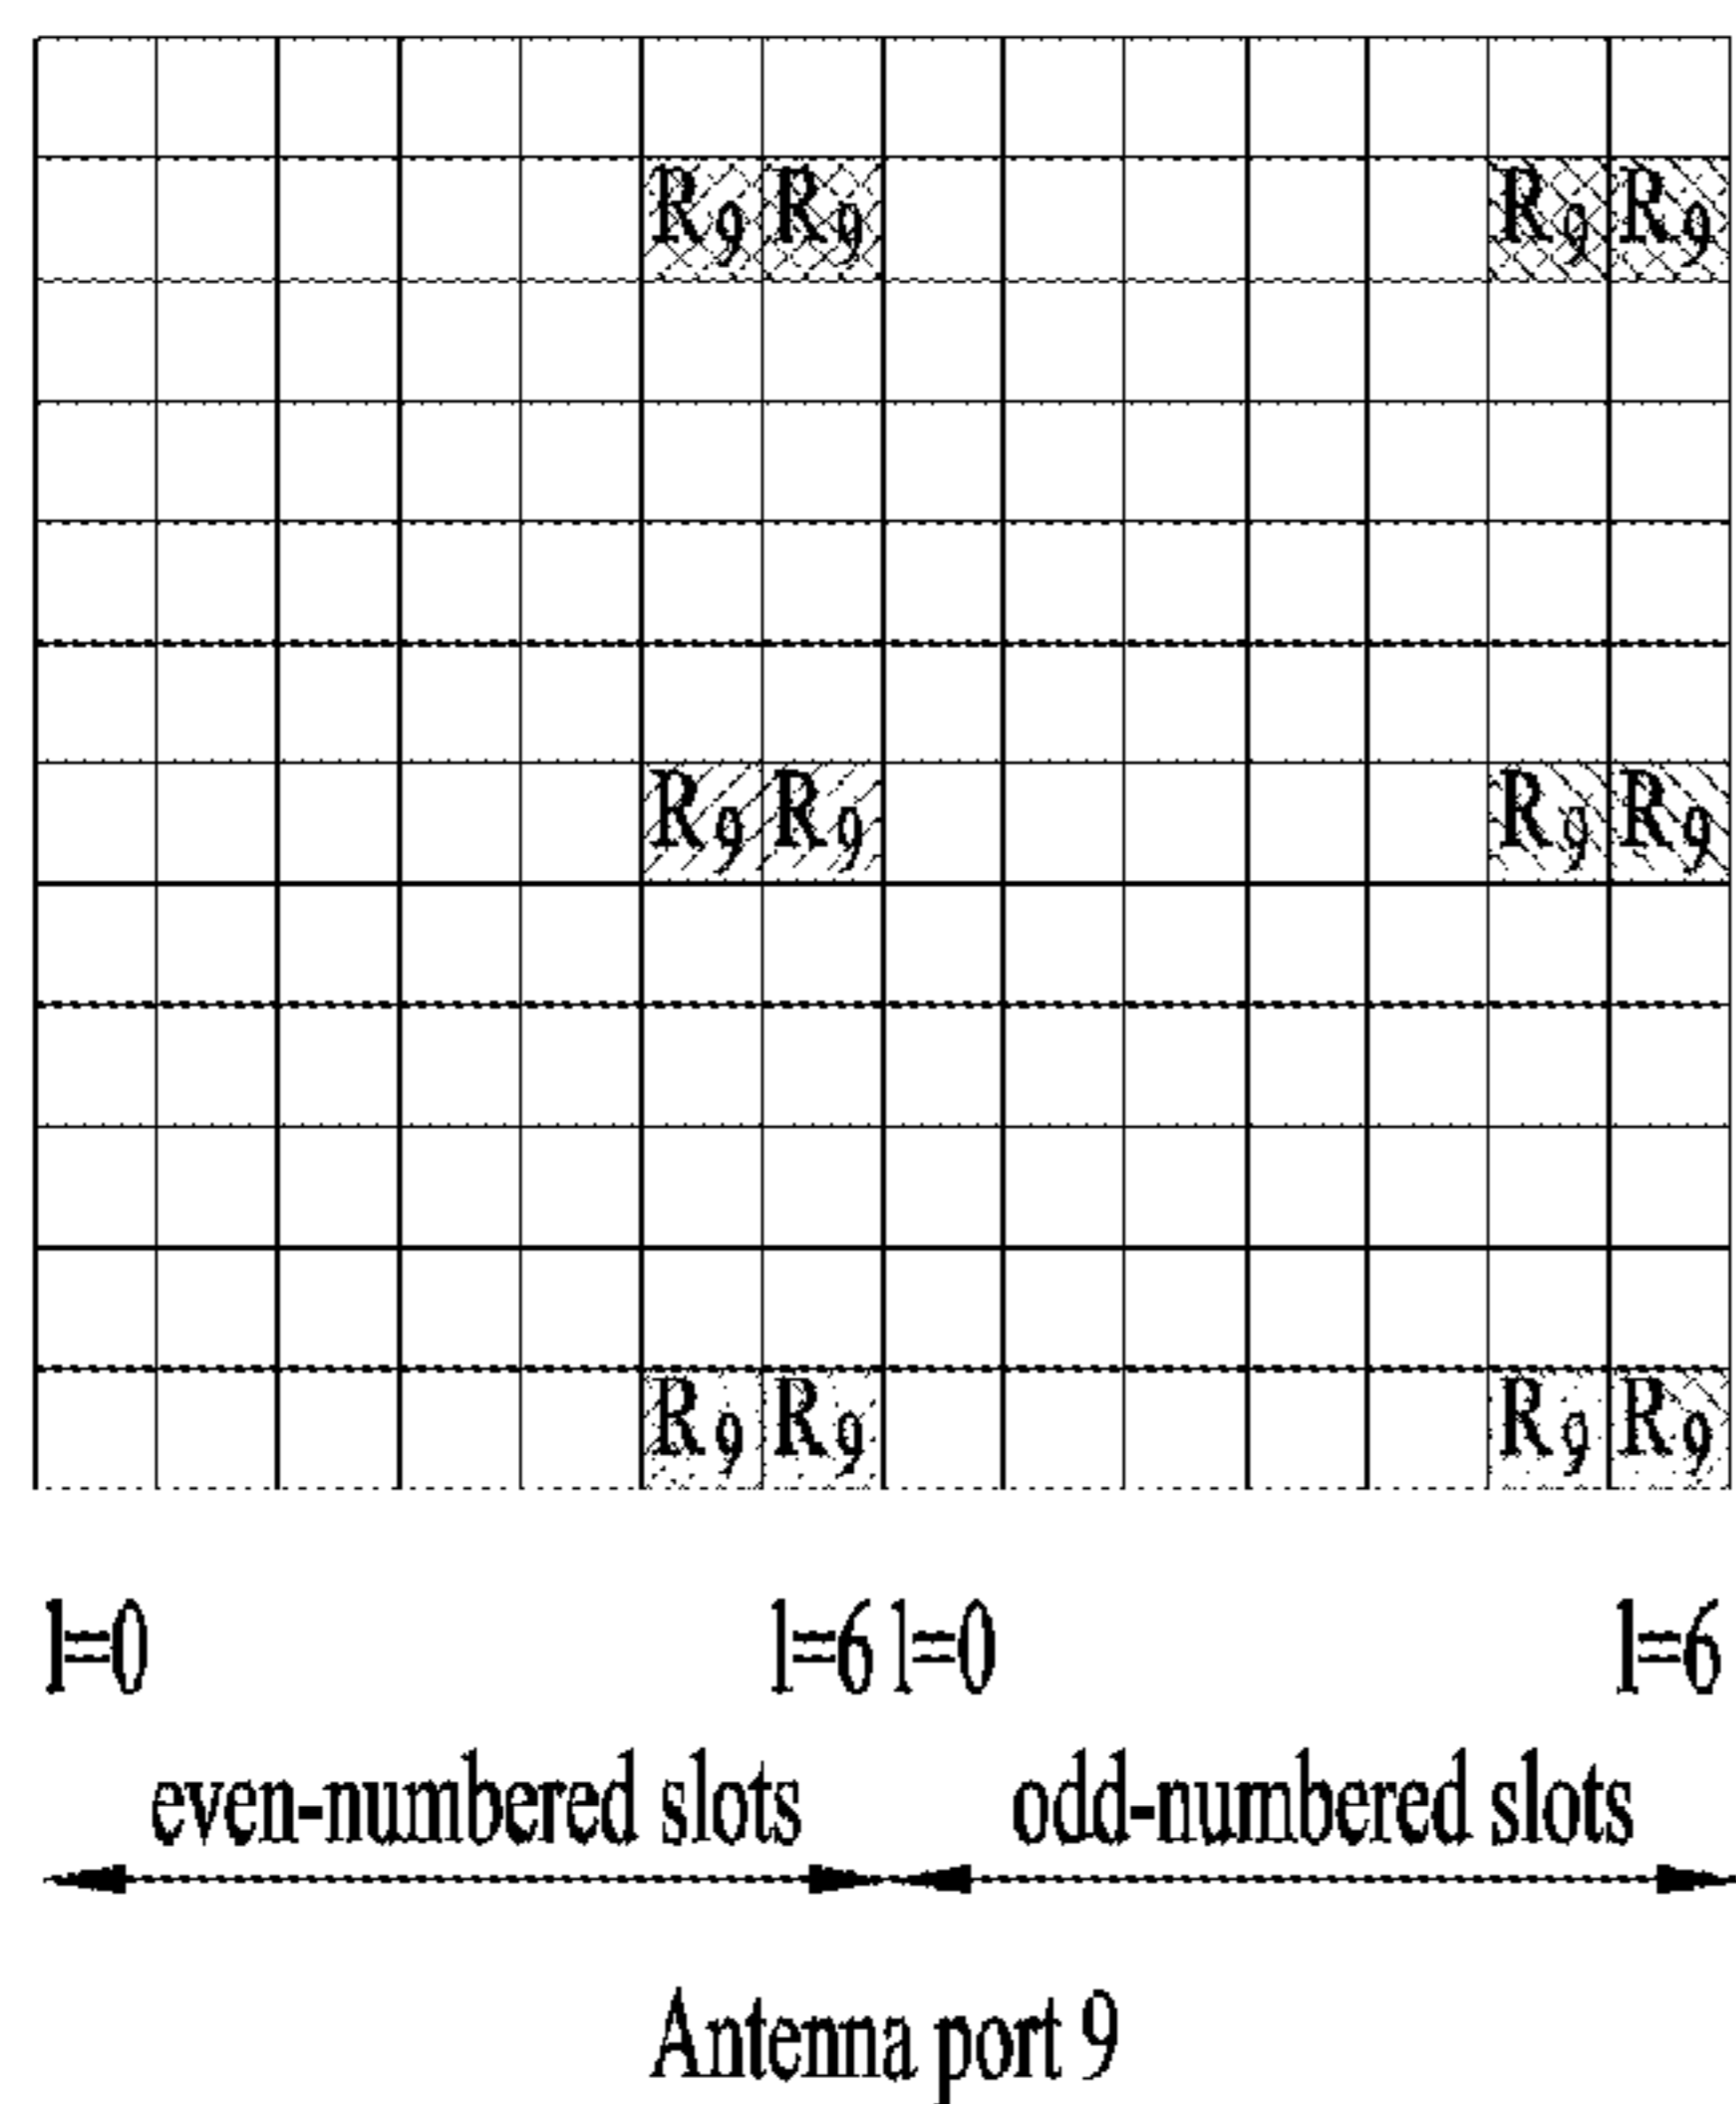 R9 R9 R9 R9
R9 R9 R9 R9
R9 R9 R9 R9
l=0 l=6 l=0 l=6
even-numbered slots odd-numbered slots
Antenna port 9